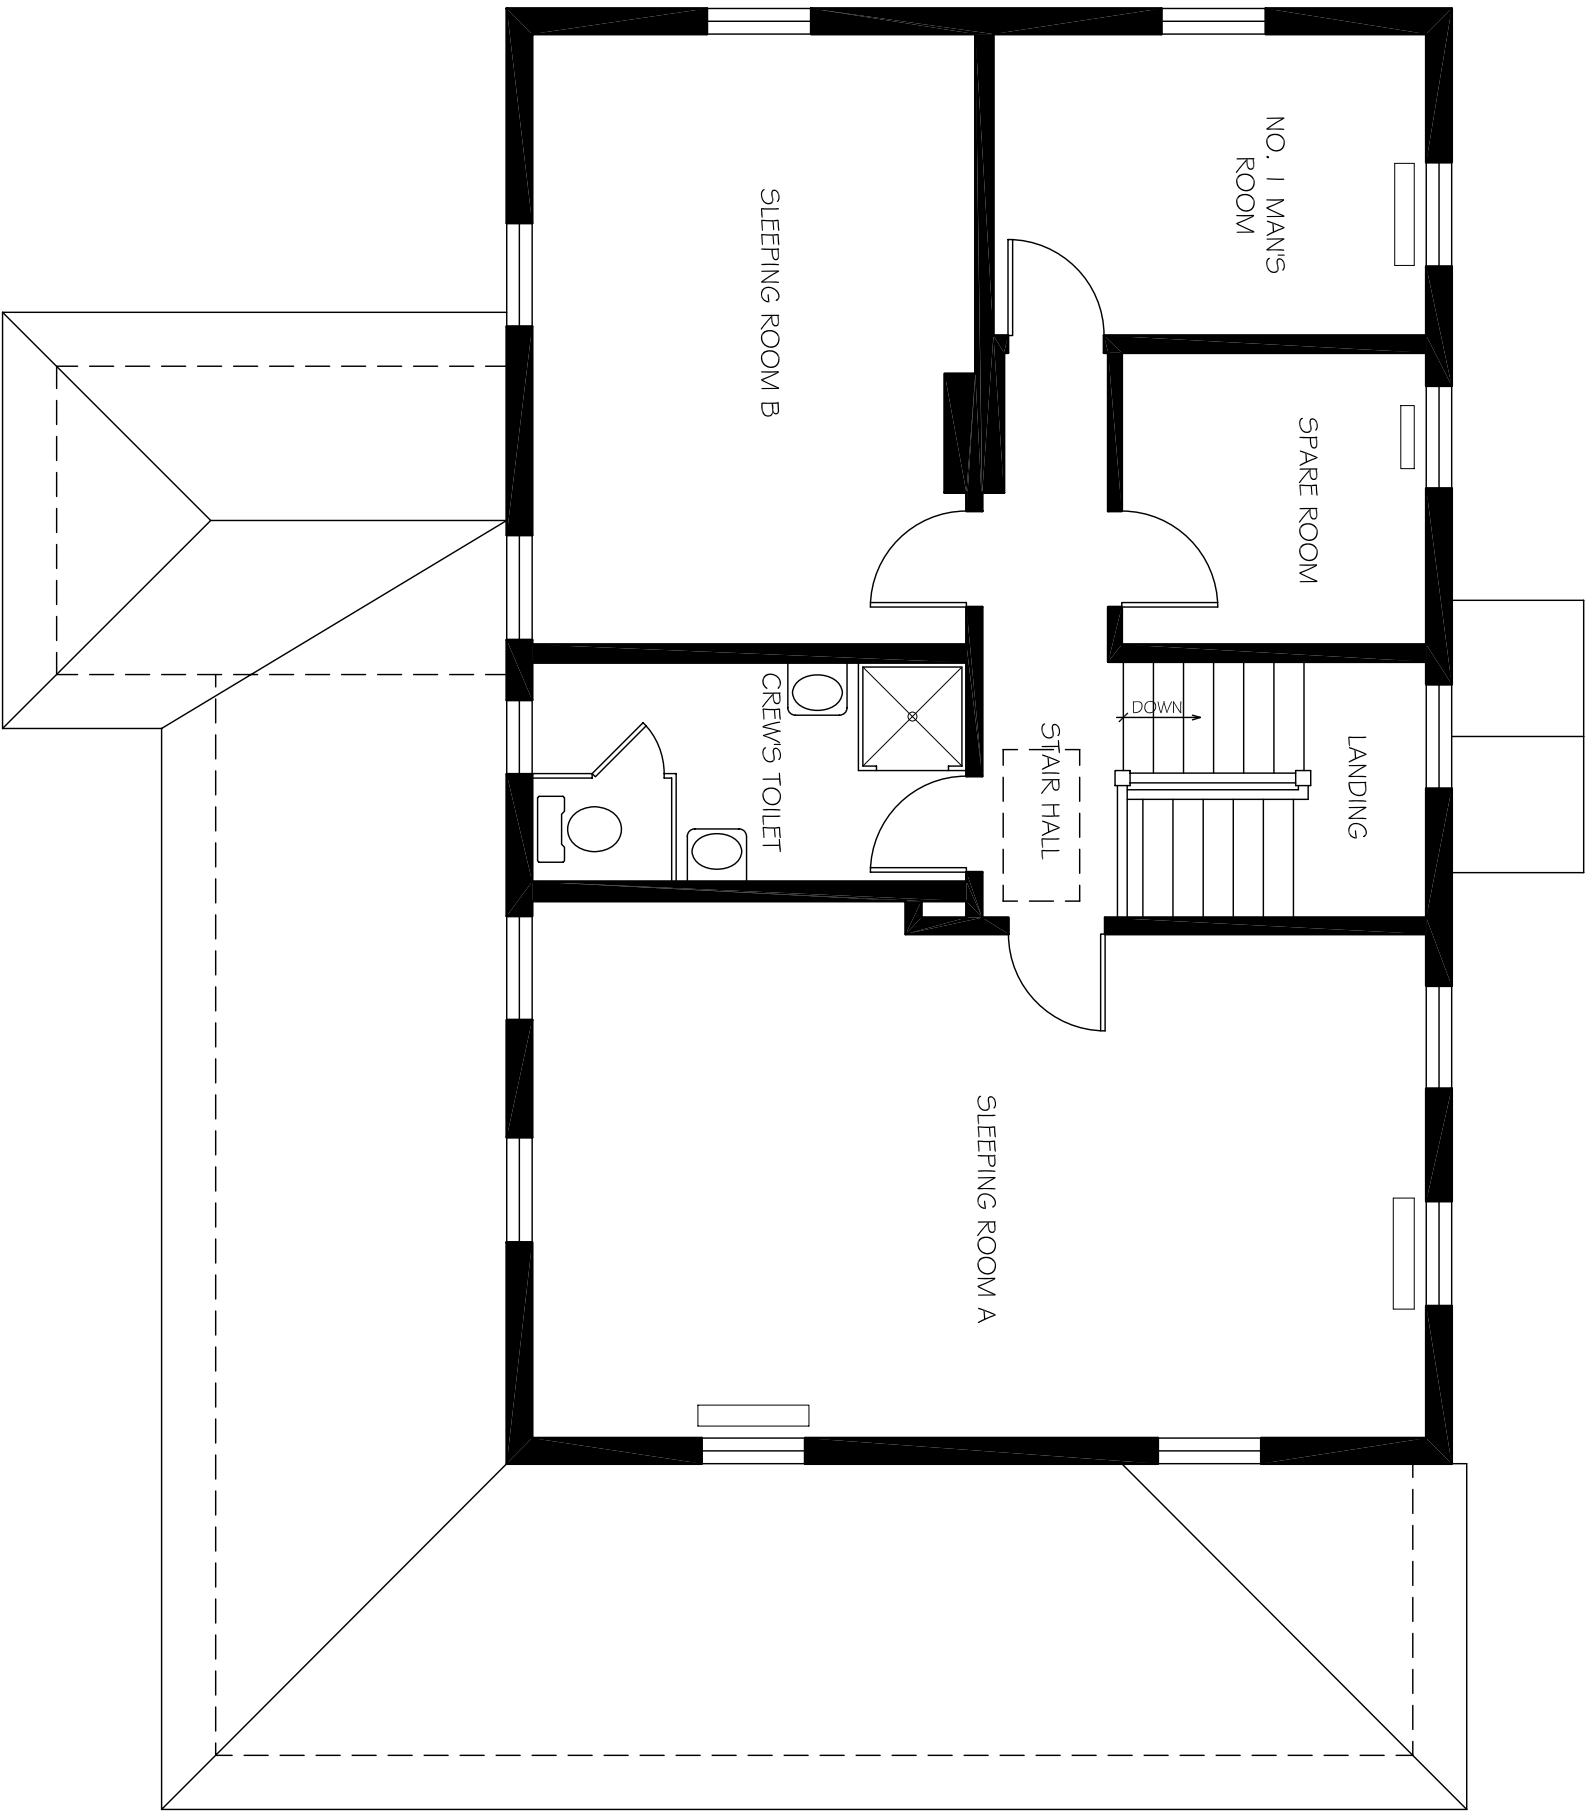 NO. 1 MAN'S
ROOM
SPARE ROOM
SLEEPING ROOM B
DOWN
LANDING
STAIR HALL
CREW'S TOILET
SLEEPING ROOM A